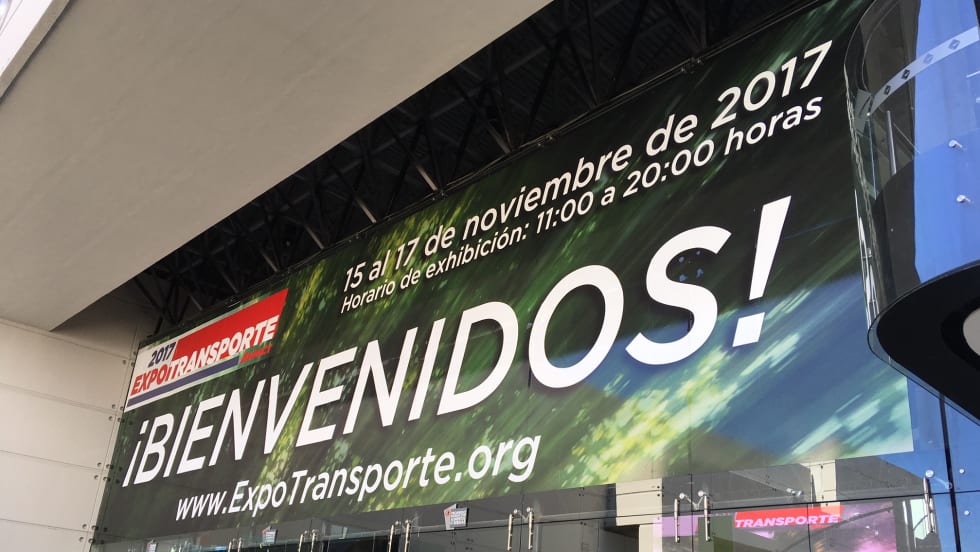 15 al 17 de noviembre de 2017
Horario de exhibición: 11:00 a 20:00 horas
2017
EXPOTRANSPORTE
¡BIENVENIDOS!
www.ExpoTransporte.org
TRANSPORTE